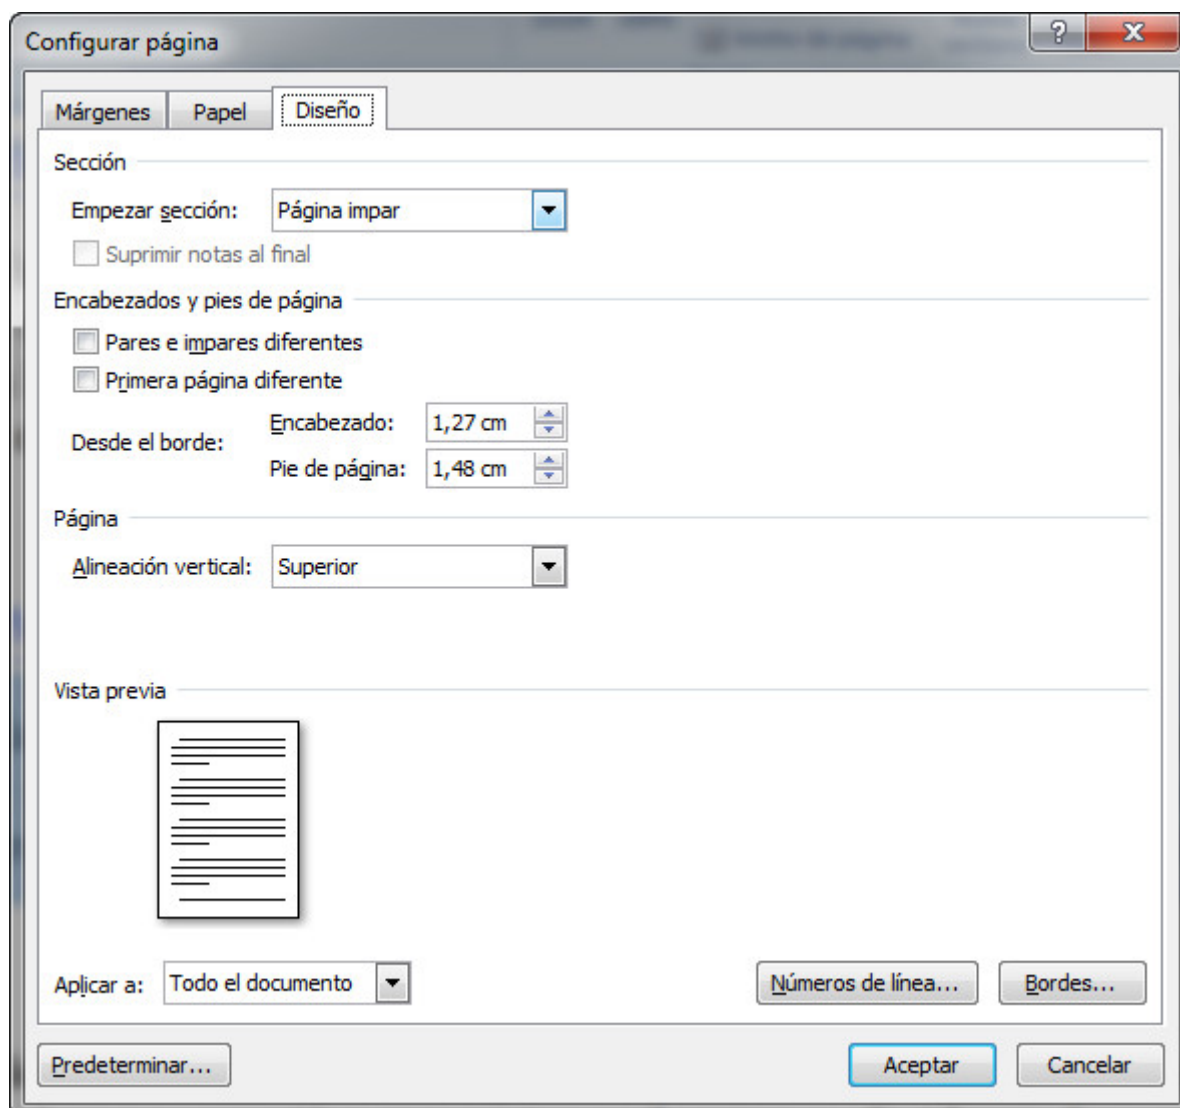 Configurar página
Márgenes Papel Diseño
Sección
Empezar sección: Página impar
Suprimir notas al final
Encabezados y pies de página
Pares e impares diferentes
Primera página diferente
Desde el borde:
Encabezado: 1,27 cm
Pie de página: 1,48 cm
Página
Alineación vertical: Superior
Vista previa
Aplicar a: Todo el documento Números de línea... Bordes...
Predeterminar... Aceptar Cancelar